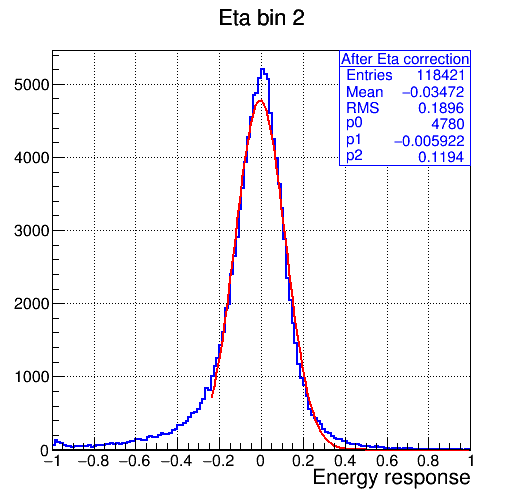 Eta bin 2
After Eta correction
Entries 118421
Mean −0.03472
RMS 0.1896
p0 4780
p1 −0.005922
p2 0.1194
5000
4000
3000
2000
1000
0
−1 −0.8 −0.6 −0.4 −0.2 0 0.2 0.4 0.6 0.8 1
Energy response